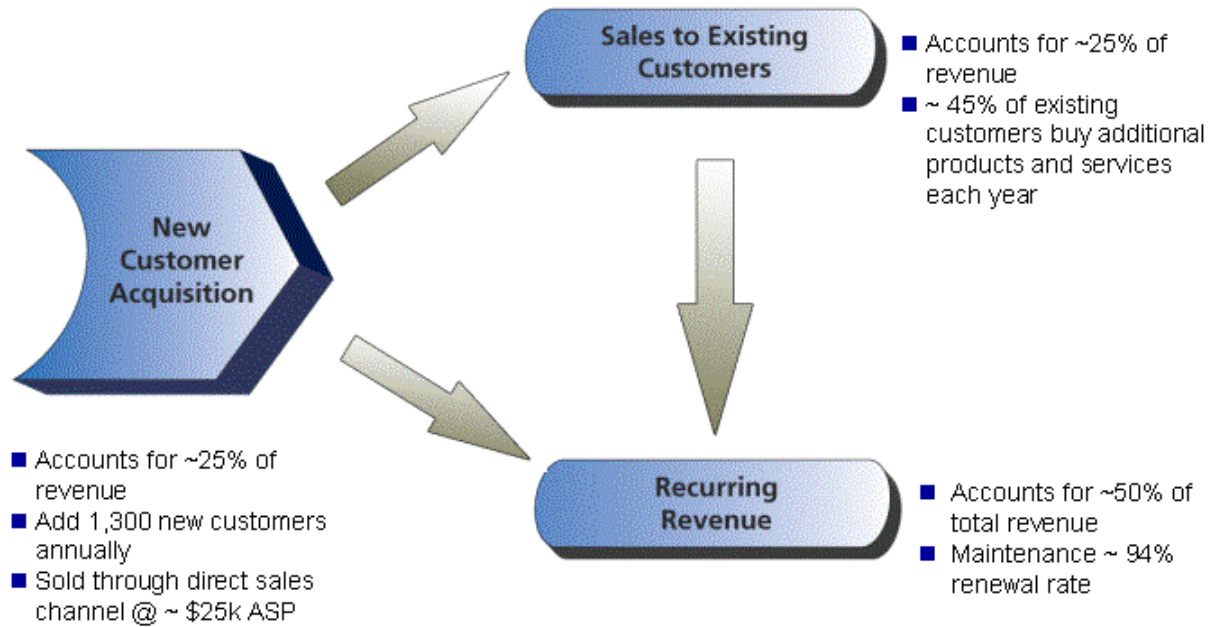 Sales to Existing
Customers
■ Accounts for ~25% of
revenue
■ ~ 45% of existing
customers buy additional
products and services
each year
New
Customer
Acquisition
■ Accounts for ~25% of
revenue
■ Add 1,300 new customers
annually
■ Sold through direct sales
channel @ ~ $25k ASP
Recurring
Revenue
■ Accounts for ~50% of
total revenue
■ Maintenance ~ 94%
renewal rate